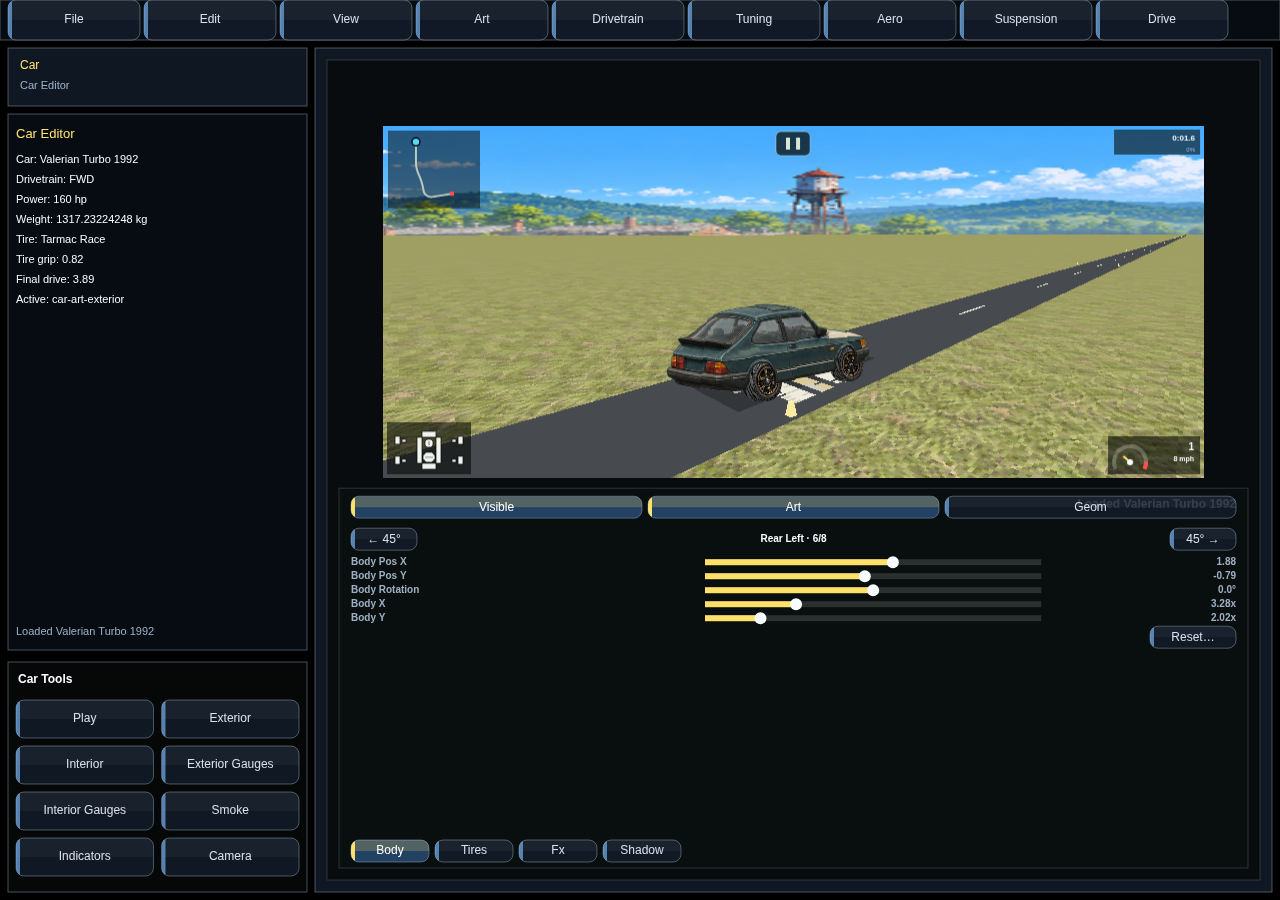 File Edit View Art Drivetrain Tuning Aero Suspension Drive
Car
Car Editor
Car Editor
Car: Valerian Turbo 1992
Drivetrain: FWD
Power: 160 hp
Weight: 1317.23224248 kg
Tire: Tarmac Race
Tire grip: 0.82
Final drive: 3.89
Active: car-art-exterior
Loaded Valerian Turbo 1992
Car Tools
Play Exterior
Interior Exterior Gauges
Interior Gauges Smoke
Indicators Camera
0:01.6
0%
1
8 mph
Visible Art Geom
Loaded Valerian Turbo 1992
← 45° Rear Left · 6/8 45° →
Body Pos X 1.88
Body Pos Y -0.79
Body Rotation 0.0°
Body X 3.28x
Body Y 2.02x
Reset...
Body Tires Fx Shadow